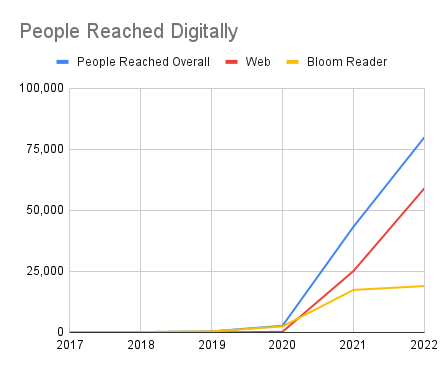 People Reached Digitally
People Reached Overall Web Bloom Reader
100,000
75,000
50,000
25,000
0
2017 2018 2019 2020 2021 2022